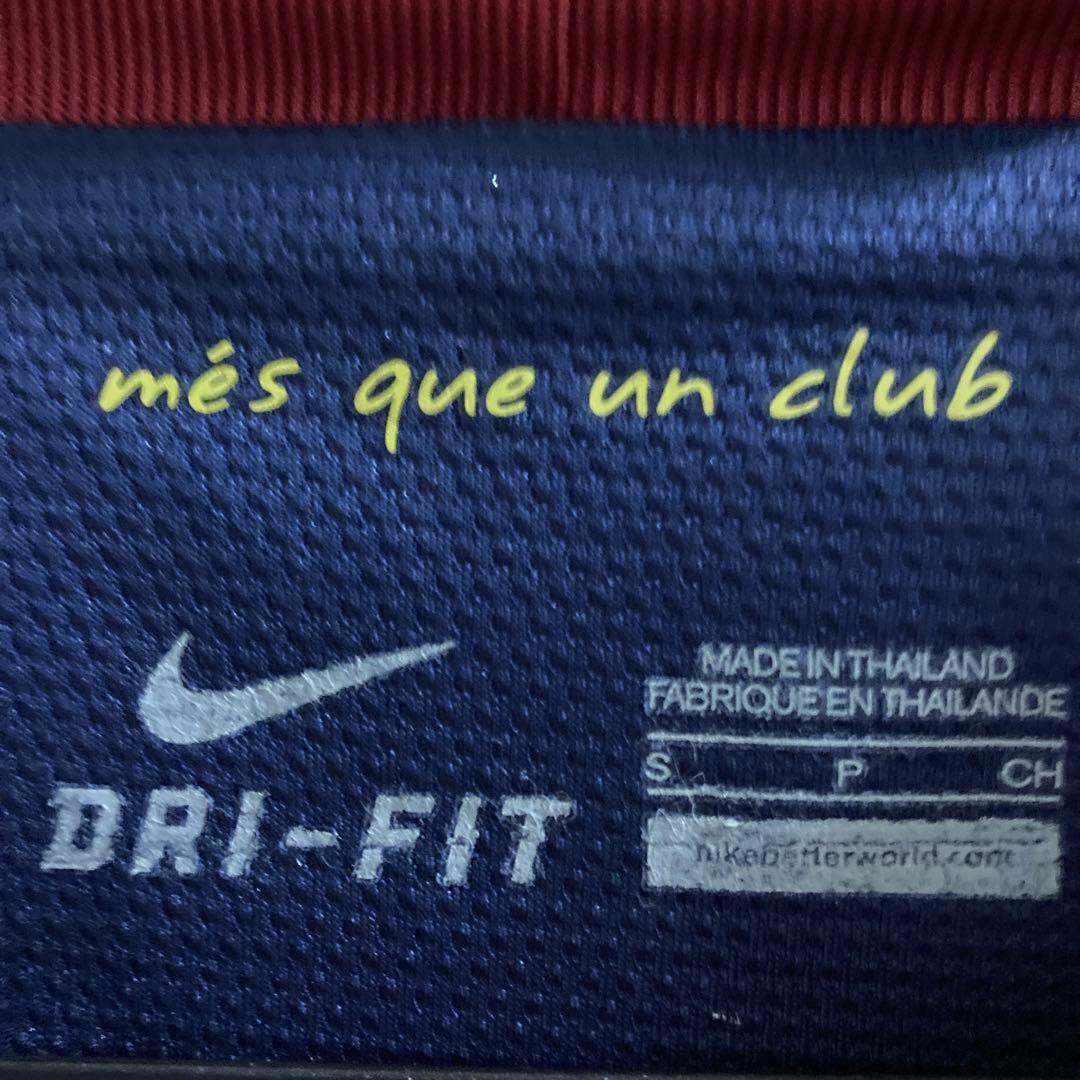 més que un club
DRI-FIT
MADE IN THAILAND
FABRIQUE EN THAILANDE
S P CH
nikebetterworld.com